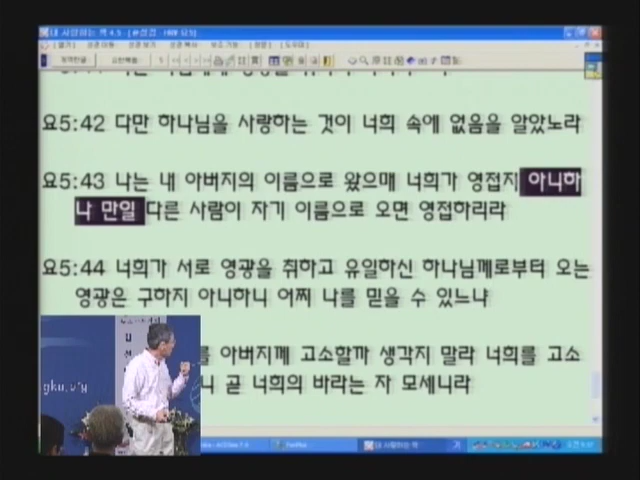 요5:42 다만 하나님을 사랑하는 것이 너희 속에 없음을 알았노라
요5:43 나는 내 아버지의 이름으로 왔으매 너희가 영접지 아니하
나 만일 다른 사람이 자기 이름으로 오면 영접하리라
요5:44 너희가 서로 영광을 취하고 유일하신 하나님께로부터 오는
영광은 구하지 아니하니 어찌 나를 믿을 수 있느냐
를 아버지께 고소할까 생각지 말라 너희를 고소
니 곧 너희의 바라는 자 모세니라